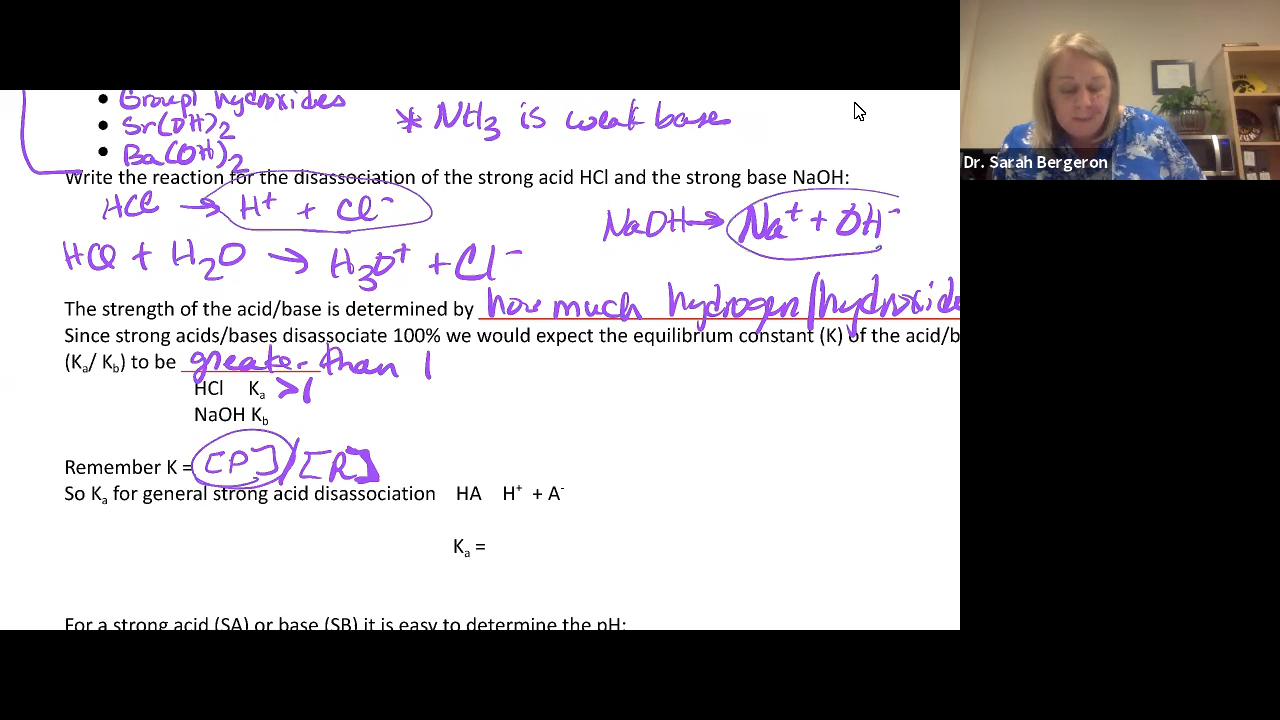 • Group1 hydroxides
• Sr(OH)2
• Ba(OH)2
* NH3 is weak base
Dr. Sarah Bergeron
Write the reaction for the disassociation of the strong acid HCl and the strong base NaOH:
HCl → H+ + Cl-
NaOH → Na+ + OH-
HCl + H2O → H3O+ + Cl-
The strength of the acid/base is determined by how much hydrogen/hydroxide
Since strong acids/bases disassociate 100% we would expect the equilibrium constant (K) of the acid/b
(Ka/ Kb) to be greater than 1
HCl Ka >1
NaOH Kb
Remember K = [P]/[R]
So Ka for general strong acid disassociation HA H+ + A-
Ka =
For a strong acid (SA) or base (SB) it is easy to determine the pH: